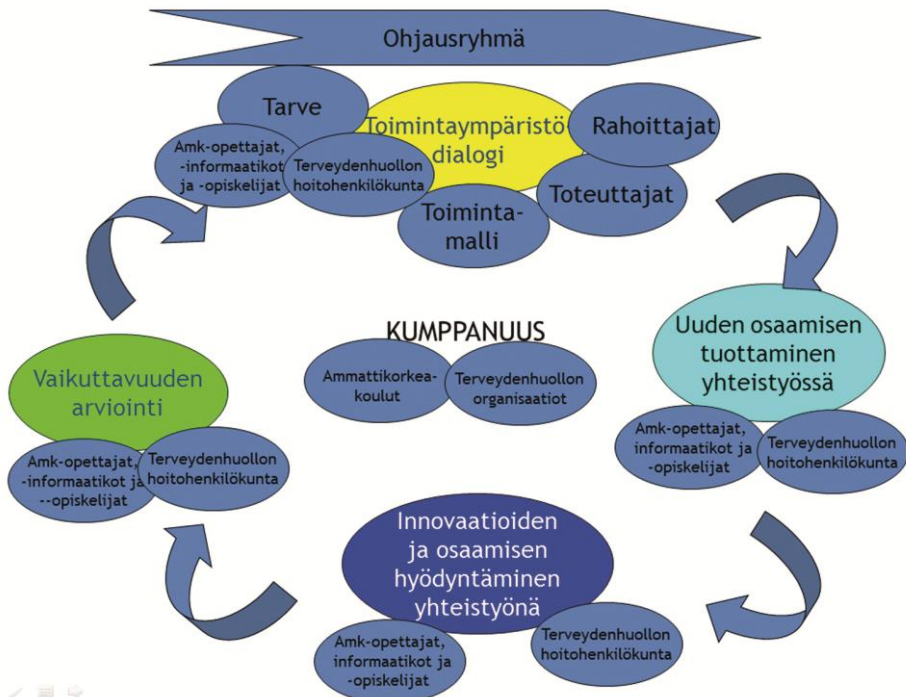 Ohjausryhmä
Tarve
Toimintaympäristö-
dialogi
Rahoittajat
Amk-opettajat,
-informaatikot
ja -opiskelijat
Terveydenhuollon
hoitohenkilökunta
Toiminta-
malli
Toteuttajat
KUMPPANUUS
Ammattikorkea-
koulut
Terveydenhuollon
organisaatiot
Uuden osaamisen
tuottaminen
yhteistyössä
Amk-opettajat,
informaatikot ja
-opiskelijat
Terveydenhuollon
hoitohenkilökunta
Vaikuttavuuden
arviointi
Amk-opettajat,
-informaatikot ja
--opiskelijat
Terveydenhuollon
hoitohenkilökunta
Innovaatioiden
ja osaamisen
hyödyntäminen
yhteistyönä
Amk-opettajat,
informaatikot ja
-opiskelijat
Terveydenhuollon
hoitohenkilökunta